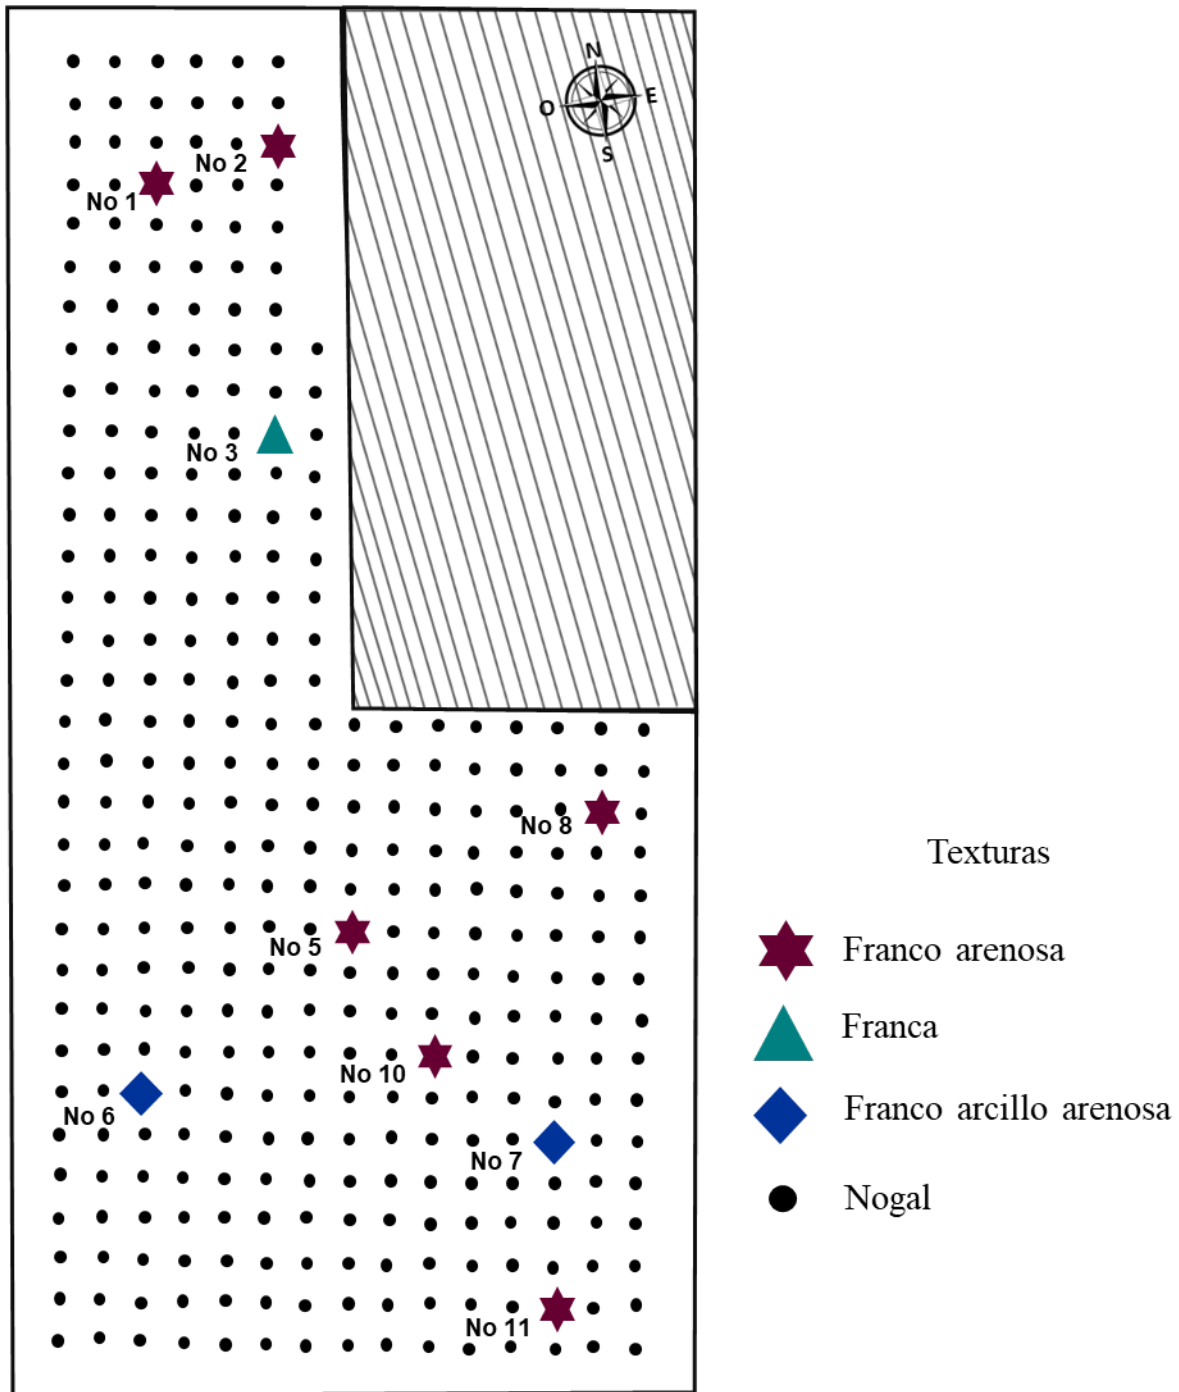 N
O
E
S
No 2
No 1
No 3
No 8
No 5
No 10
No 6
No 7
No 11
Texturas
Franco arenosa
Franca
Franco arcillo arenosa
Nogal